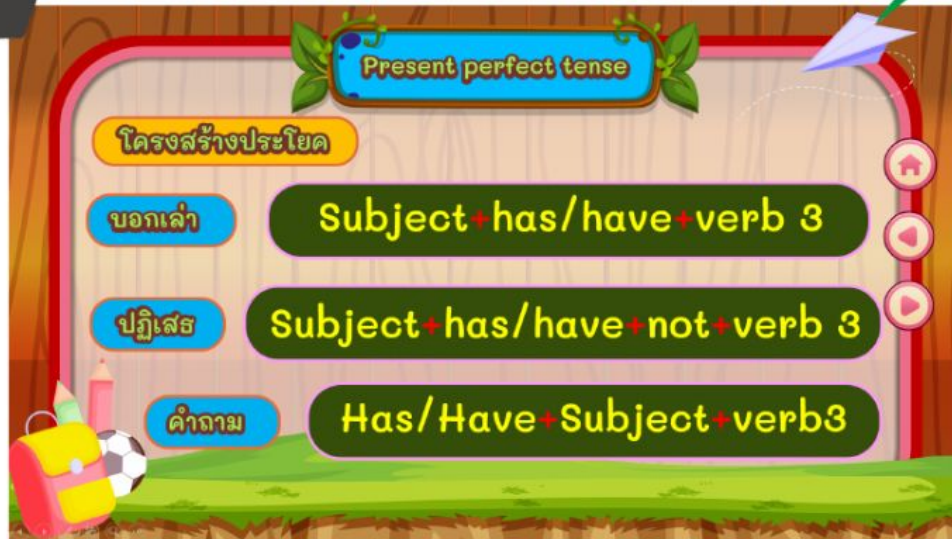 Present perfect tense
โครงสร้างประโยค
บอกเล่า
Subject+has/have+verb 3
ปฏิเสธ
Subject+has/have+not+verb 3
คำถาม
Has/Have+Subject+verb3